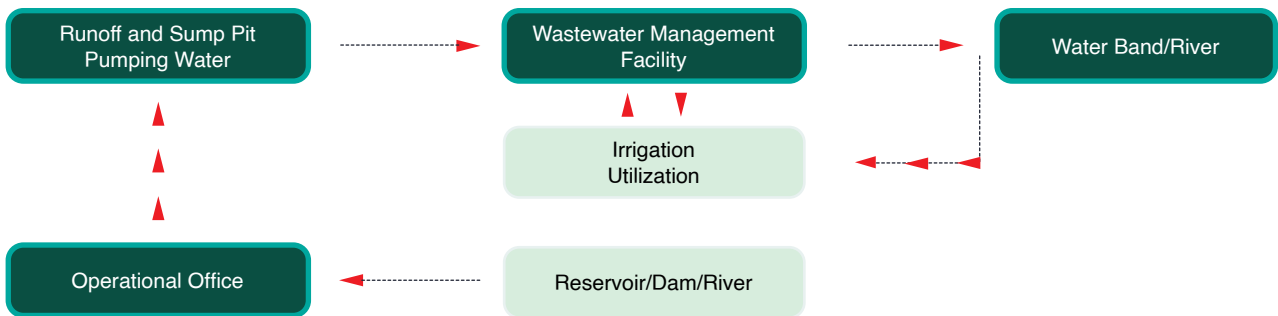 Runoff and Sump Pit
Pumping Water
Wastewater Management
Facility
Water Band/River
Irrigation
Utilization
Operational Office
Reservoir/Dam/River